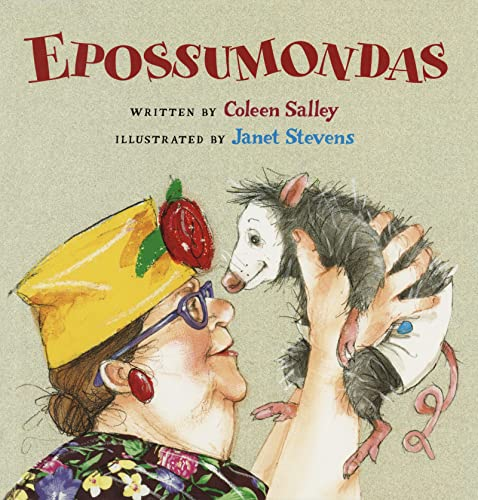 EPOSSUMONDAS
WRITTEN BY Coleen Salley
ILLUSTRATED BY Janet Stevens